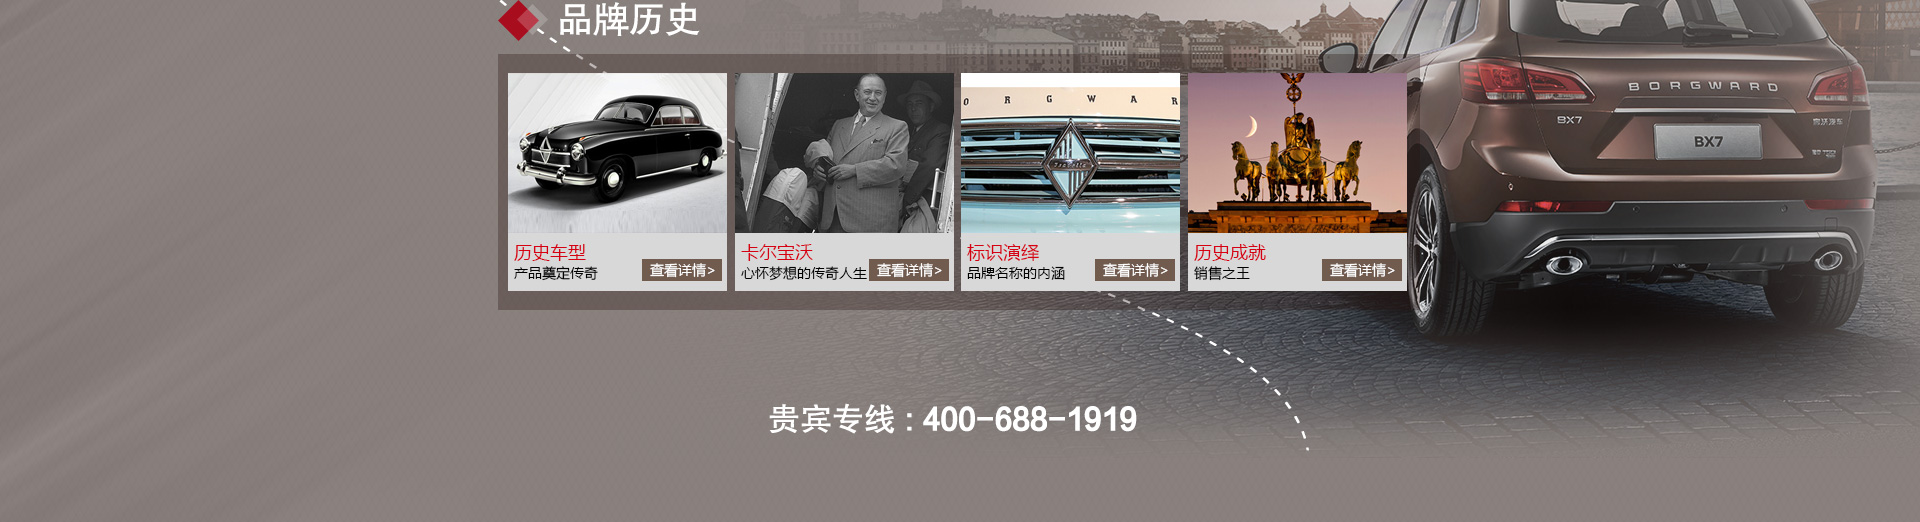 品牌历史
BORGWARD
BX7
BX7
O R G W A R
历史车型
产品奠定传奇
查看详情>
卡尔宝沃
心怀梦想的传奇人生
查看详情>
标识演绎
品牌名称的内涵
查看详情>
历史成就
销售之王
查看详情>
贵宾专线 : 400-688-1919